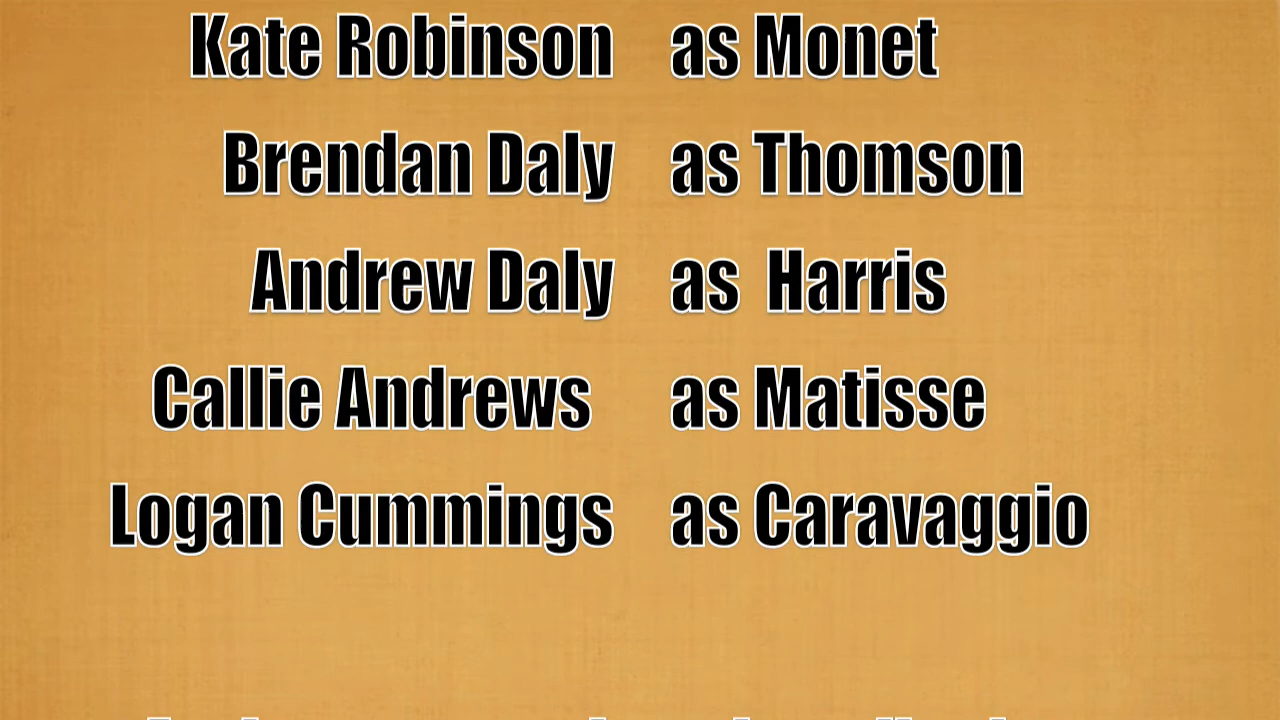 Kate Robinson as Monet
Brendan Daly as Thomson
Andrew Daly as Harris
Callie Andrews as Matisse
Logan Cummings as Caravaggio